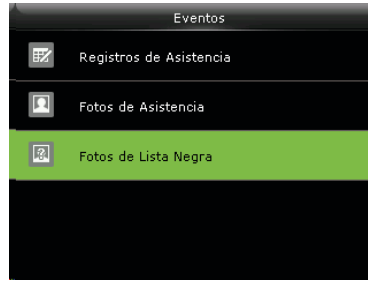 Eventos
Registros de Asistencia
Fotos de Asistencia
Fotos de Lista Negra